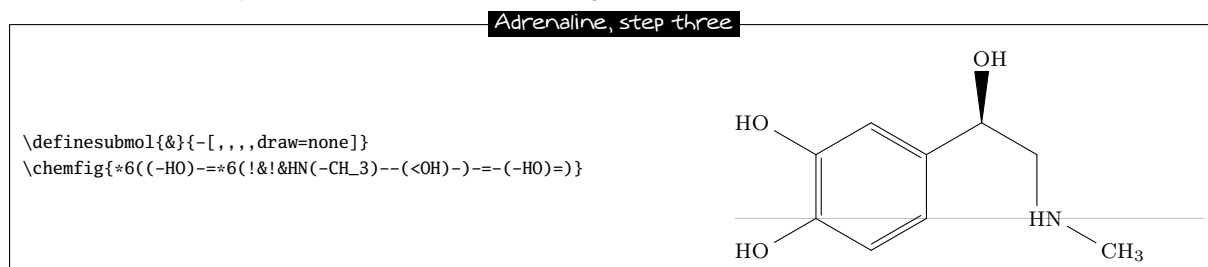 Adrenaline, step three
\definesubmol{&}{-[,,,,draw=none]}
\chemfig{*6((-HO)-=*6(!&!&HN(-CH_3)--(<OH)-)-=-(-HO)=)}
OH
HO
HO
HN
CH₃